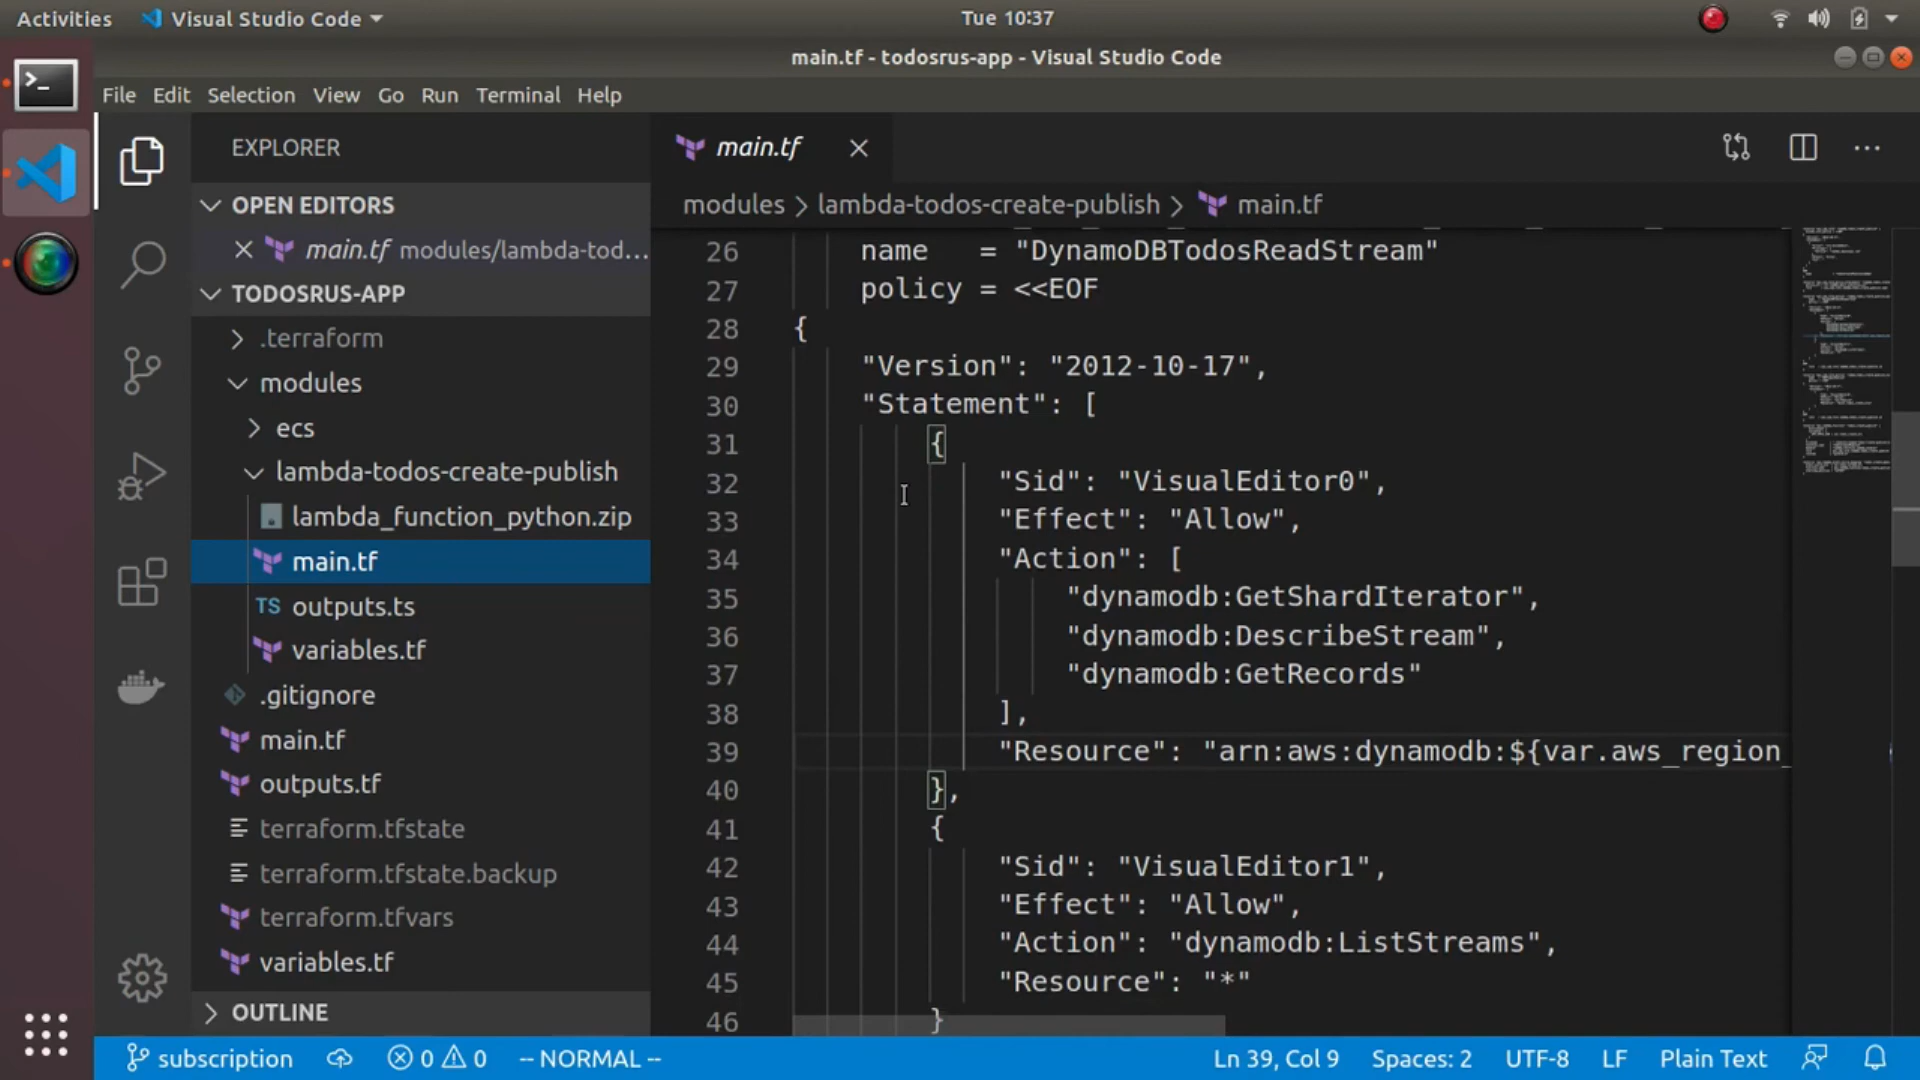 Activities Visual Studio Code Tue 10:37
main.tf - todosrus-app - Visual Studio Code
File Edit Selection View Go Run Terminal Help
EXPLORER
OPEN EDITORS
main.tf modules/lambda-tod...
TODOSRUS-APP
.terraform
modules
ecs
lambda-todos-create-publish
lambda_function_python.zip
main.tf
TS outputs.ts
variables.tf
.gitignore
main.tf
outputs.tf
terraform.tfstate
terraform.tfstate.backup
terraform.tfvars
variables.tf
OUTLINE
main.tf
modules > lambda-todos-create-publish > main.tf
26 name = "DynamoDBTodosReadStream"
27 policy = <<EOF
28 {
29 "Version": "2012-10-17",
30 "Statement": [
31 {
32 "Sid": "VisualEditor0",
33 "Effect": "Allow",
34 "Action": [
35 "dynamodb:GetShardIterator",
36 "dynamodb:DescribeStream",
37 "dynamodb:GetRecords"
38 ],
39 "Resource": "arn:aws:dynamodb:${var.aws_region_
40 },
41 {
42 "Sid": "VisualEditor1",
43 "Effect": "Allow",
44 "Action": "dynamodb:ListStreams",
45 "Resource": "*"
46 }
subscription 0 0 -- NORMAL -- Ln 39, Col 9 Spaces: 2 UTF-8 LF Plain Text